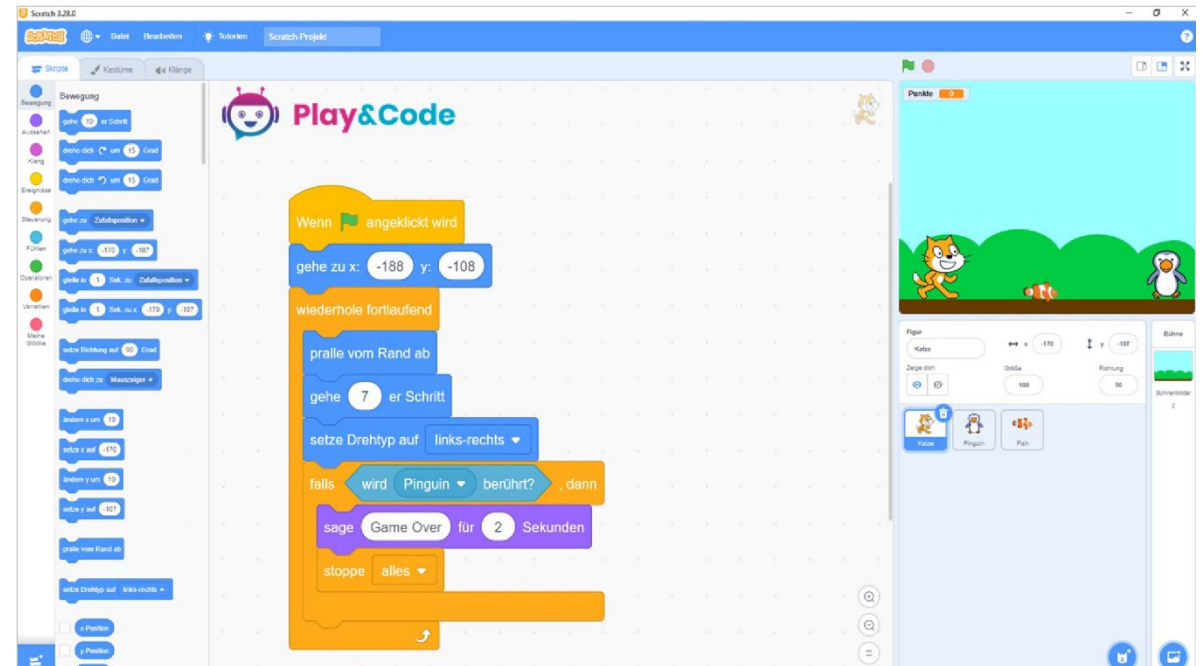 Scratch 3.28.0
SCRATCH Datei Bearbeiten Tutorien Scratch-Projekt
Skripte Kostüme Klänge
Bewegung
Aussehen
Klang
Ereignisse
Steuerung
Fühlen
Operatoren
Variablen
Meine Blöcke
Bewegung
gehe 10 er Schritt
drehe dich um 15 Grad
drehe dich um 15 Grad
gehe zu Zufallsposition
gehe zu x: -170 y: -107
gleite in 1 Sek. zu Zufallsposition
gleite in 1 Sek. zu x: -170 y: -107
setze Richtung auf 90 Grad
drehe dich zu Mauszeiger
ändere x um 10
setze x auf -170
ändere y um 10
setze y auf -107
pralle vom Rand ab
setze Drehtyp auf links-rechts
x-Position
y-Position
Play&Code
Wenn angeklickt wird
gehe zu x: -188 y: -108
wiederhole fortlaufend
pralle vom Rand ab
gehe 7 er Schritt
setze Drehtyp auf links-rechts
falls wird Pinguin berührt? , dann
sage Game Over für 2 Sekunden
stoppe alles
Punkte 0
Figur
Katze x -170 y -107
Zeige dich Größe Richtung
100 90
Katze Pinguin Fish
Bühne
Bühnenbilder
2